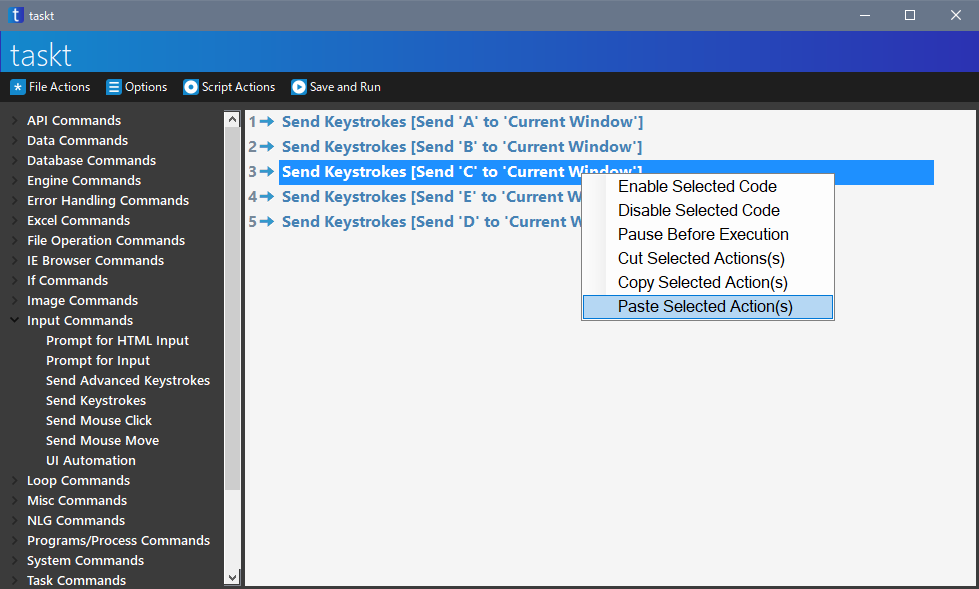 taskt
taskt
File Actions Options Script Actions Save and Run
API Commands
Data Commands
Database Commands
Engine Commands
Error Handling Commands
Excel Commands
File Operation Commands
IE Browser Commands
If Commands
Image Commands
Input Commands
Prompt for HTML Input
Prompt for Input
Send Advanced Keystrokes
Send Keystrokes
Send Mouse Click
Send Mouse Move
UI Automation
Loop Commands
Misc Commands
NLG Commands
Programs/Process Commands
System Commands
Task Commands
1 Send Keystrokes [Send 'A' to 'Current Window']
2 Send Keystrokes [Send 'B' to 'Current Window']
3 Send Keystrokes [Send 'C' to 'Current Window']
4 Send Keystrokes [Send 'E' to 'Current W
5 Send Keystrokes [Send 'D' to 'Current W
Enable Selected Code
Disable Selected Code
Pause Before Execution
Cut Selected Actions(s)
Copy Selected Action(s)
Paste Selected Action(s)